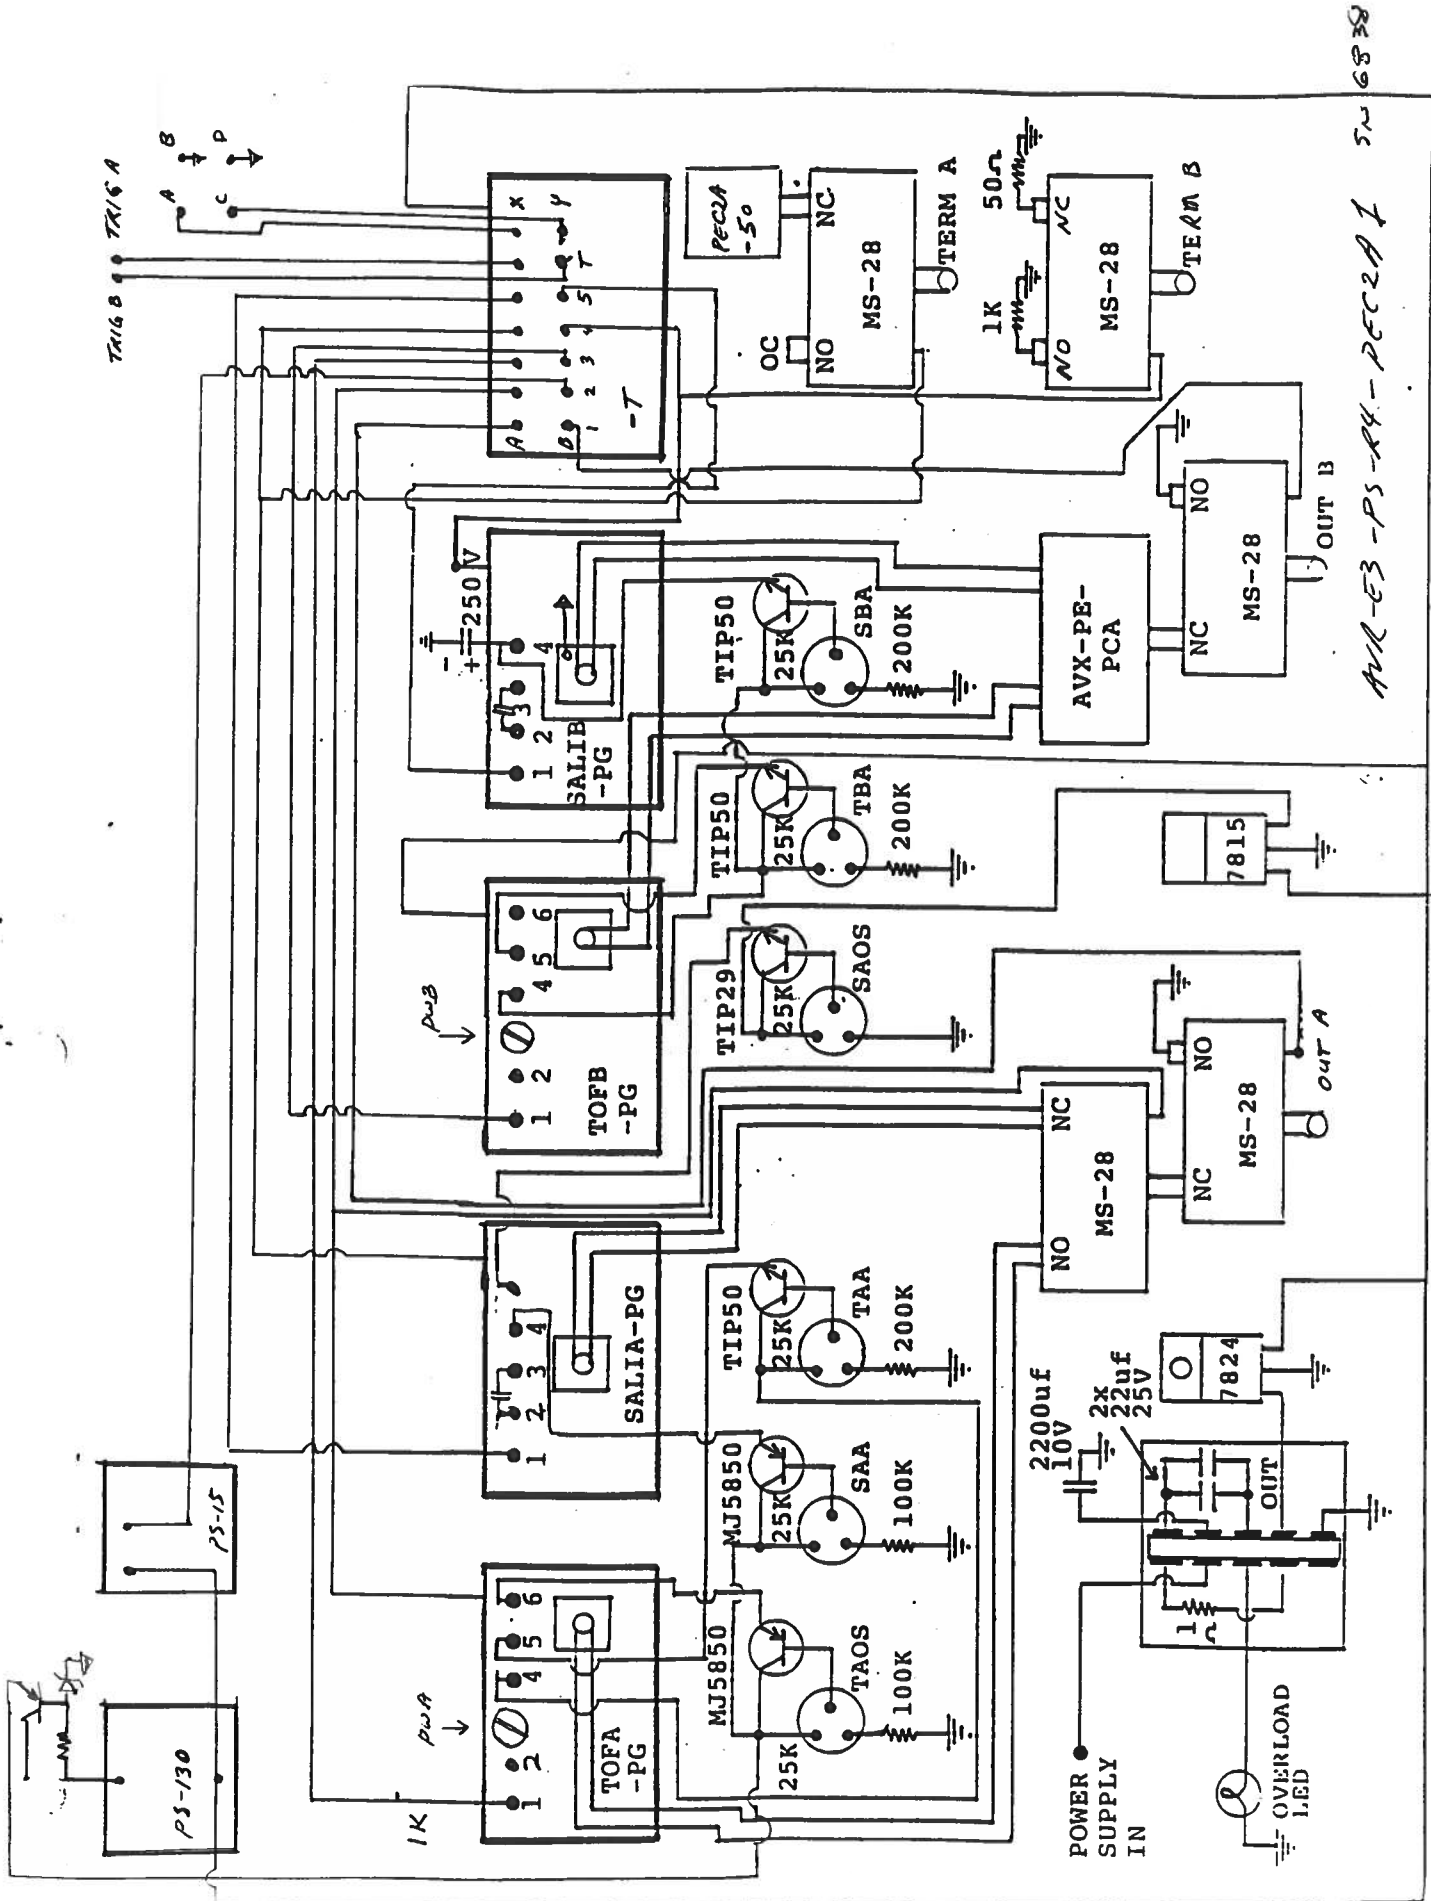 TRIG B TRIG A
A B
C D
PS-130
PS-15
1K
PWA
PWB
1 2 4 5 6
TOFA
-PG
1 2 3 4
SALIA-PG
1 2 4 5 6
TOFB
-PG
1 2 3 4
SALIB
-PG
- + 250 V
A X
B Y
1 2 3 4 5 T
-T
PEC2A
-50
OC
NO NC
MS-28
TERM A
1K 50Ω
NO NC
MS-28
TERM B
MJ5850
25K
TAOS
100K
MJ5850
25K
SAA
100K
TIP50
25K
TAA
200K
TIP29
25K
SAOS
TIP50
25K
TBA
200K
TIP50
25K
SBA
200K
NO NC
MS-28
NC NO
MS-28
OUT A
AVX-PE-
PCA
NC NO
MS-28
OUT B
7815
7824
2200uf
10V
2x
22uf
25V
OUT
1Ω
POWER
SUPPLY
IN
OVERLOAD
LED
AVR-E3-PS-R4-PEC2A1 SN 6838